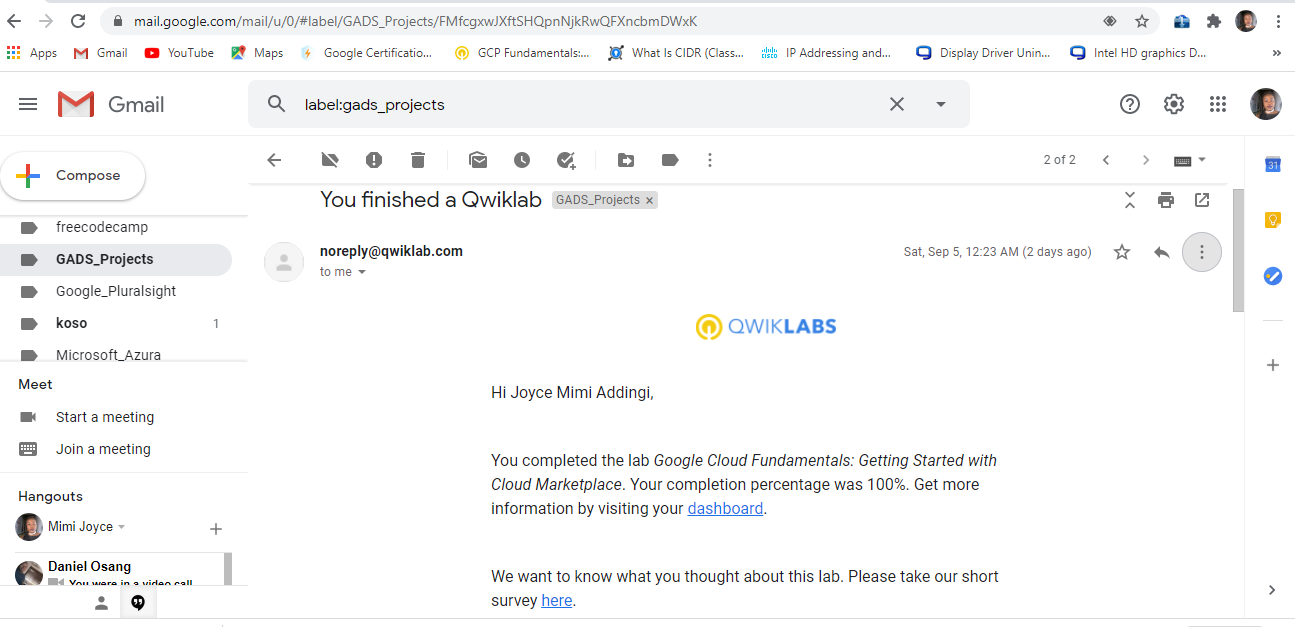 mail.google.com/mail/u/0/#label/GADS_Projects/FMfcgxwJXftSHQpnNjkRwQFXncbmDWxK
Apps Gmail YouTube Maps Google Certificatio... GCP Fundamentals:... What Is CIDR (Class... IP Addressing and... Display Driver Unin... Intel HD graphics D... »
Gmail
label:gads_projects
Compose
2 of 2
freecodecamp
GADS_Projects
Google_Pluralsight
koso 1
Microsoft_Azura
Meet
Start a meeting
Join a meeting
Hangouts
Mimi Joyce
Daniel Osang
You were in a video call
You finished a Qwiklab GADS_Projects ×
noreply@qwiklab.com
Sat, Sep 5, 12:23 AM (2 days ago)
to me
QWIKLABS
Hi Joyce Mimi Addingi,
You completed the lab Google Cloud Fundamentals: Getting Started with
Cloud Marketplace. Your completion percentage was 100%. Get more
information by visiting your dashboard.
We want to know what you thought about this lab. Please take our short
survey here.
31